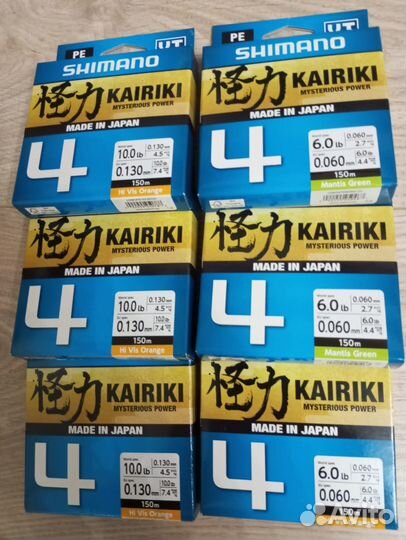 PE
UT
SHIMANO
怪力 KAIRIKI
MYSTERIOUS POWER
MADE IN JAPAN
4
10.0 lb
0.130 mm
4.5
0.130 mm
10.0 lb
7.4
150m
Hi Vis Orange
PE
UT
SHIMANO
怪力 KAIRIKI
MYSTERIOUS POWER
MADE IN JAPAN
4
6.0 lb
0.060 mm
2.7
0.060 mm
6.0 lb
4.4
150m
Mantis Green
怪力 KAIRIKI
MYSTERIOUS POWER
MADE IN JAPAN
4
10.0 lb
0.130 mm
4.5
0.130 mm
10.0 lb
7.4
150m
Hi Vis Orange
怪力 KAIRIKI
MYSTERIOUS POWER
MADE IN JAPAN
4
6.0 lb
0.060 mm
2.7
0.060 mm
6.0 lb
4.4
150m
Mantis Green
怪力 KAIRIKI
MYSTERIOUS POWER
MADE IN JAPAN
4
10.0 lb
0.130 mm
4.5
0.130 mm
10.0 lb
7.4
150m
Hi Vis Orange
怪力 KAIRIKI
MYSTERIOUS POWER
MADE IN JAPAN
4
6.0 lb
0.060 mm
2.7
0.060 mm
6.0 lb
4.4
150m
Avito